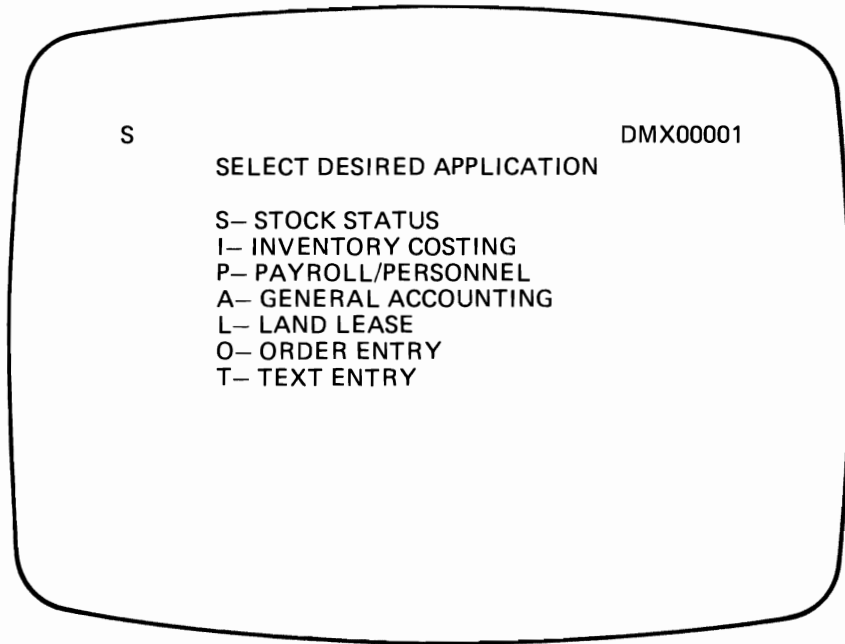 S DMX00001
SELECT DESIRED APPLICATION
S– STOCK STATUS
I– INVENTORY COSTING
P– PAYROLL/PERSONNEL
A– GENERAL ACCOUNTING
L– LAND LEASE
O– ORDER ENTRY
T– TEXT ENTRY